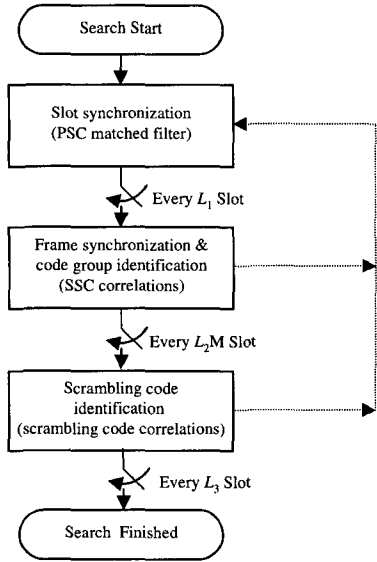 Search Start
Slot synchronization
(PSC matched filter)
Every L₁ Slot
Frame synchronization &
code group identification
(SSC correlations)
Every L₂M Slot
Scrambling code
identification
(scrambling code correlations)
Every L₃ Slot
Search Finished